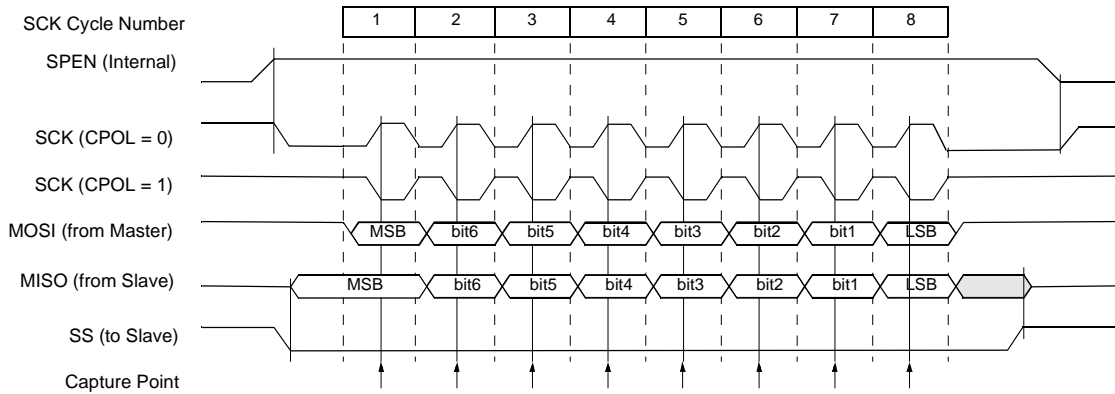 SCK Cycle Number 1 2 3 4 5 6 7 8
SPEN (Internal)
SCK (CPOL = 0)
SCK (CPOL = 1)
MOSI (from Master) MSB bit6 bit5 bit4 bit3 bit2 bit1 LSB
MISO (from Slave) MSB bit6 bit5 bit4 bit3 bit2 bit1 LSB
SS (to Slave)
Capture Point